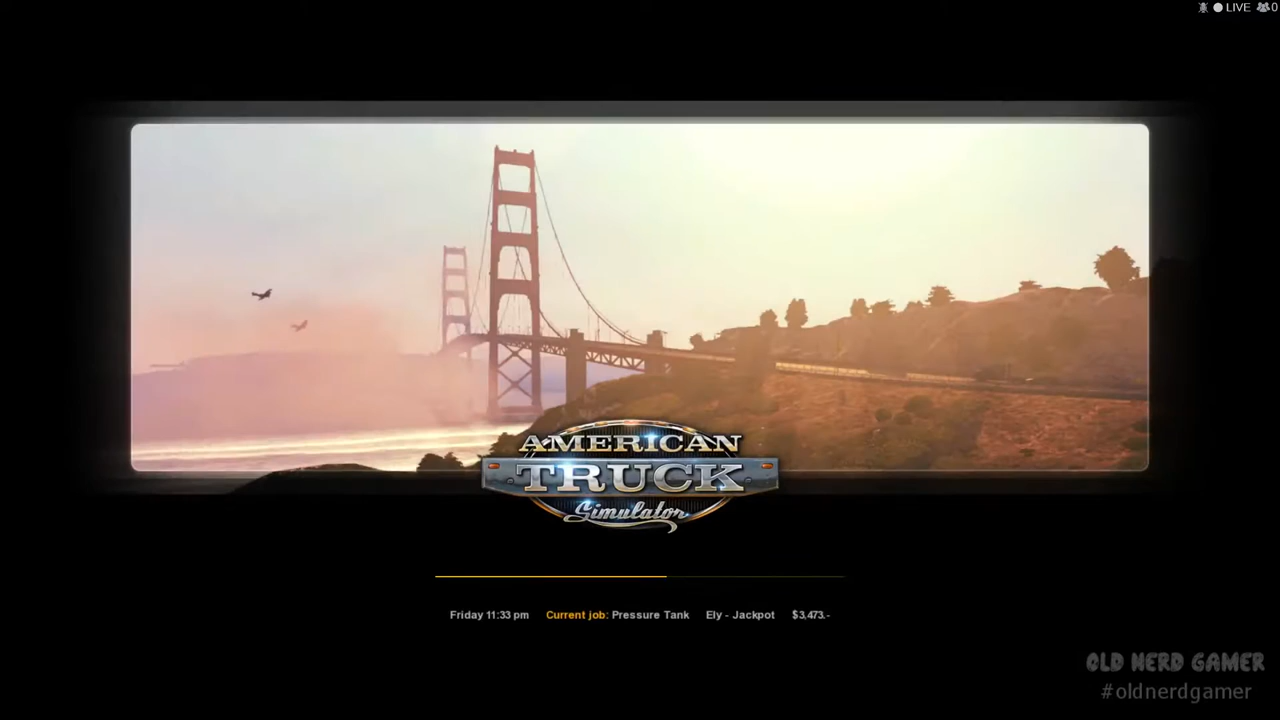 LIVE 0
AMERICAN
TRUCK
Simulator
Friday 11:33 pm Current job: Pressure Tank Ely - Jackpot $3,473.-
OLD NERD GAMER
#oldnerdgamer